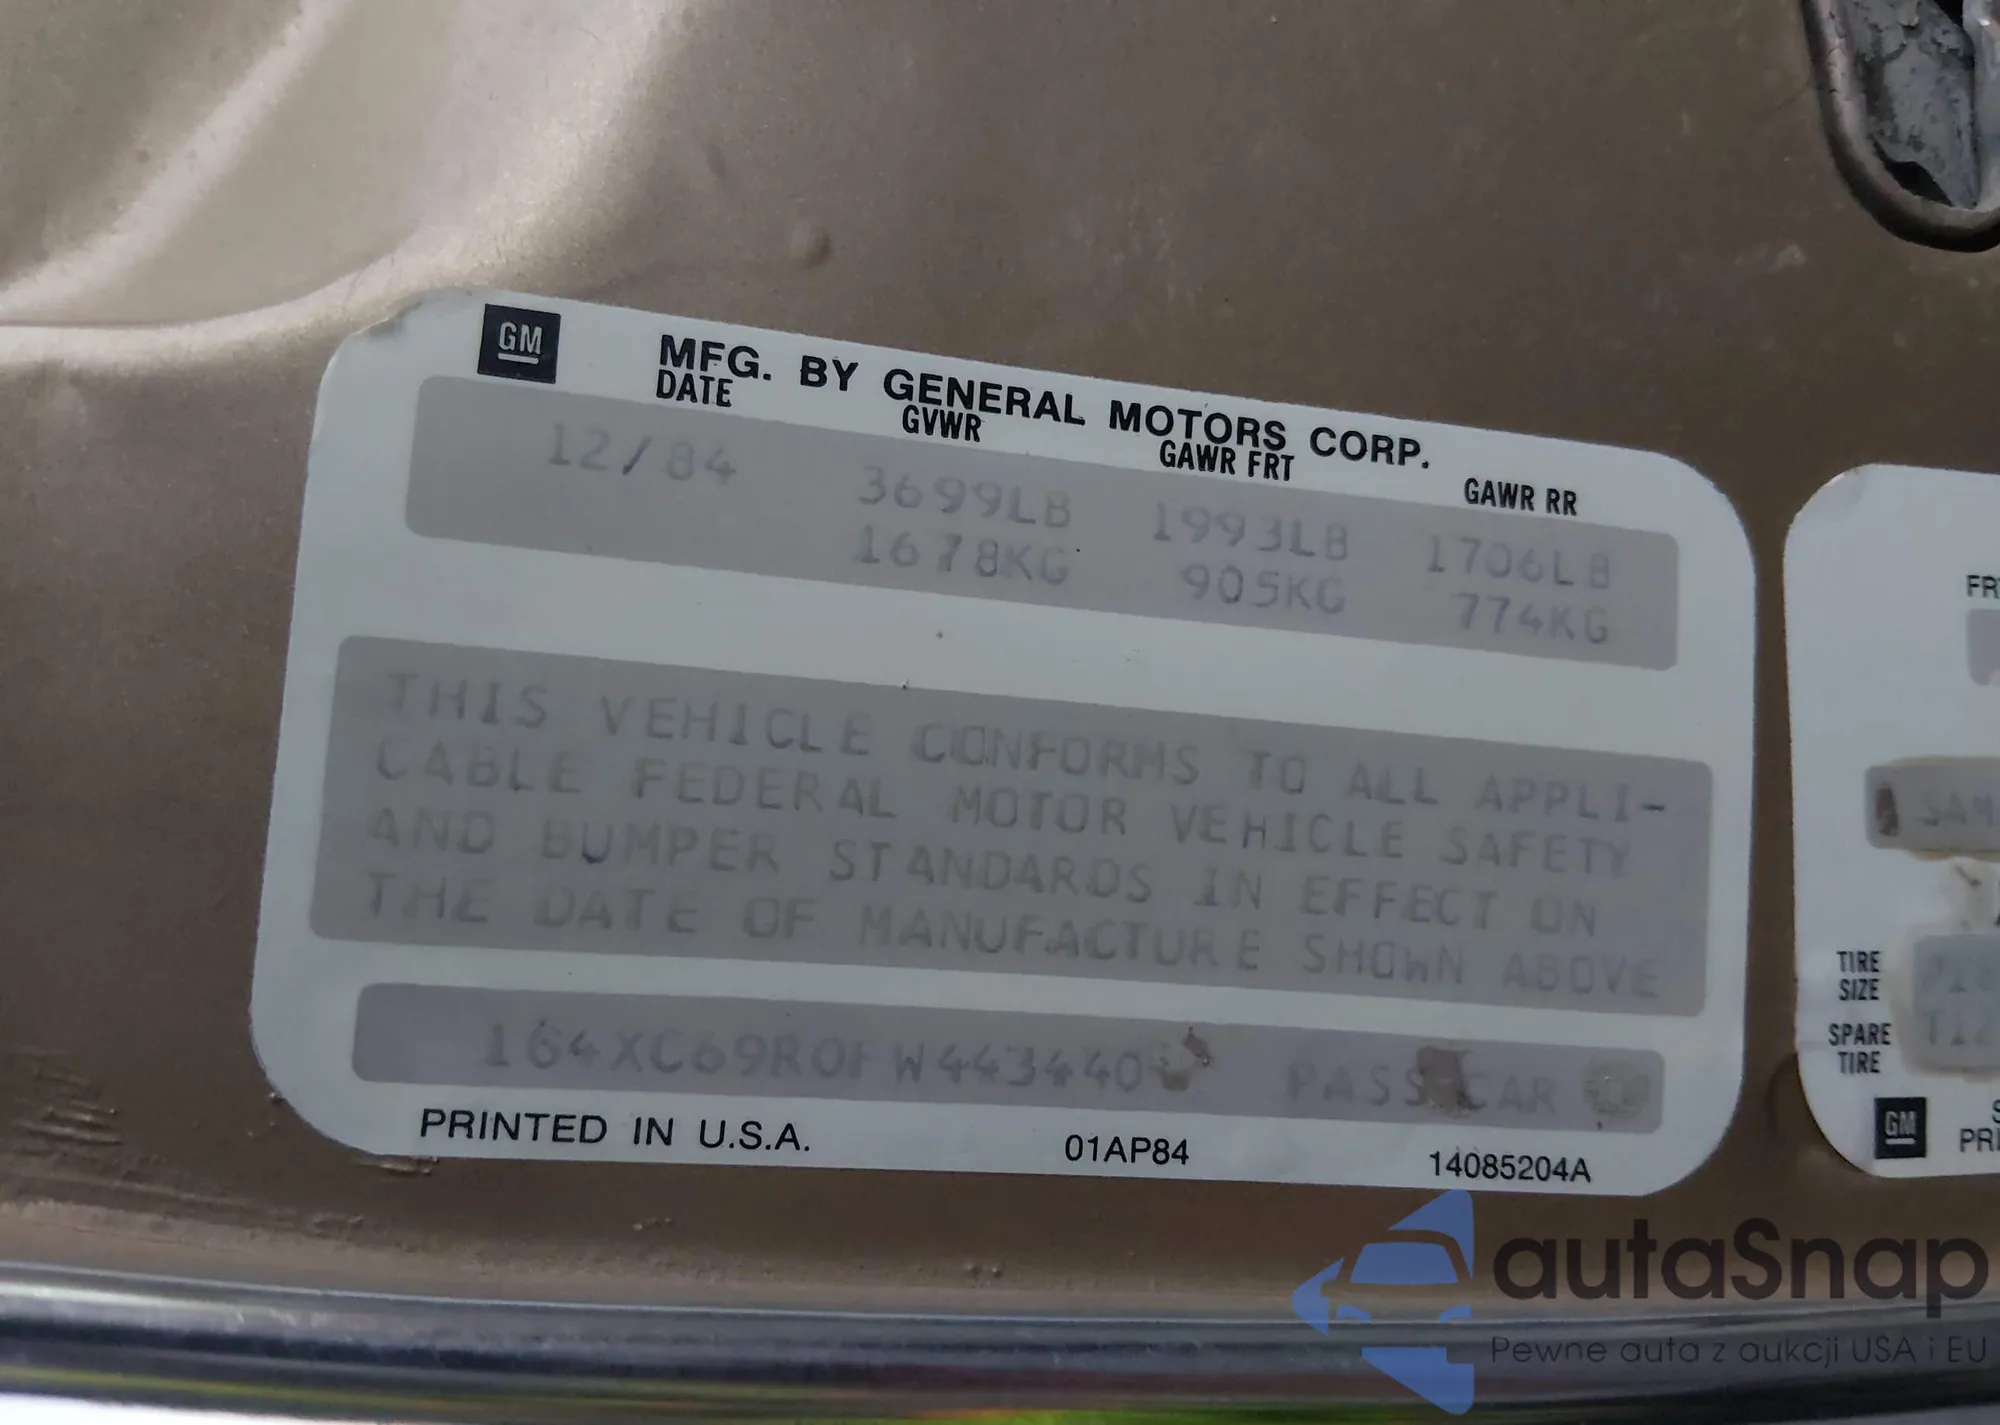 GM
MFG. BY GENERAL MOTORS CORP.
DATE GVWR GAWR FRT GAWR RR
12/84 3699LB 1993LB 1706LB
1678KG 905KG 774KG
THIS VEHICLE CONFORMS TO ALL APPLI-
CABLE FEDERAL MOTOR VEHICLE SAFETY
AND BUMPER STANDARDS IN EFFECT ON
THE DATE OF MANUFACTURE SHOWN ABOVE
PASS CAR
PRINTED IN U.S.A. 01AP84 14085204A
TIRE
SIZE
SPARE
TIRE
GM
autaSnap
Pewne auta z aukcji USA i EU